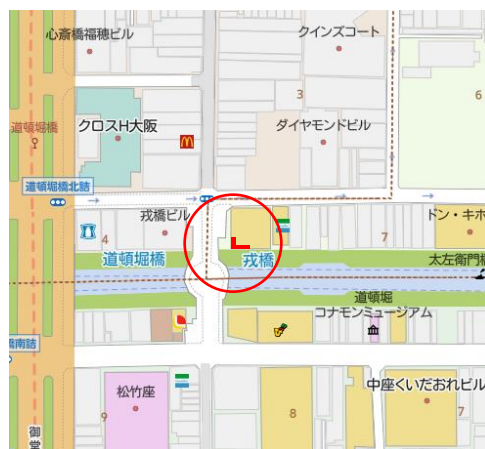 心斎橋福穂ビル
クインズコート
3
6
道頓堀橋
クロスH大阪
ダイヤモンドビル
道頓堀橋北詰
戎橋ビル
4
7
ドン・キホ
道頓堀橋
戎橋
太左衛門橋
道頓堀
コナモンミュージアム
橋南詰
松竹座
中座くいだおれビル
9
8
7
御堂